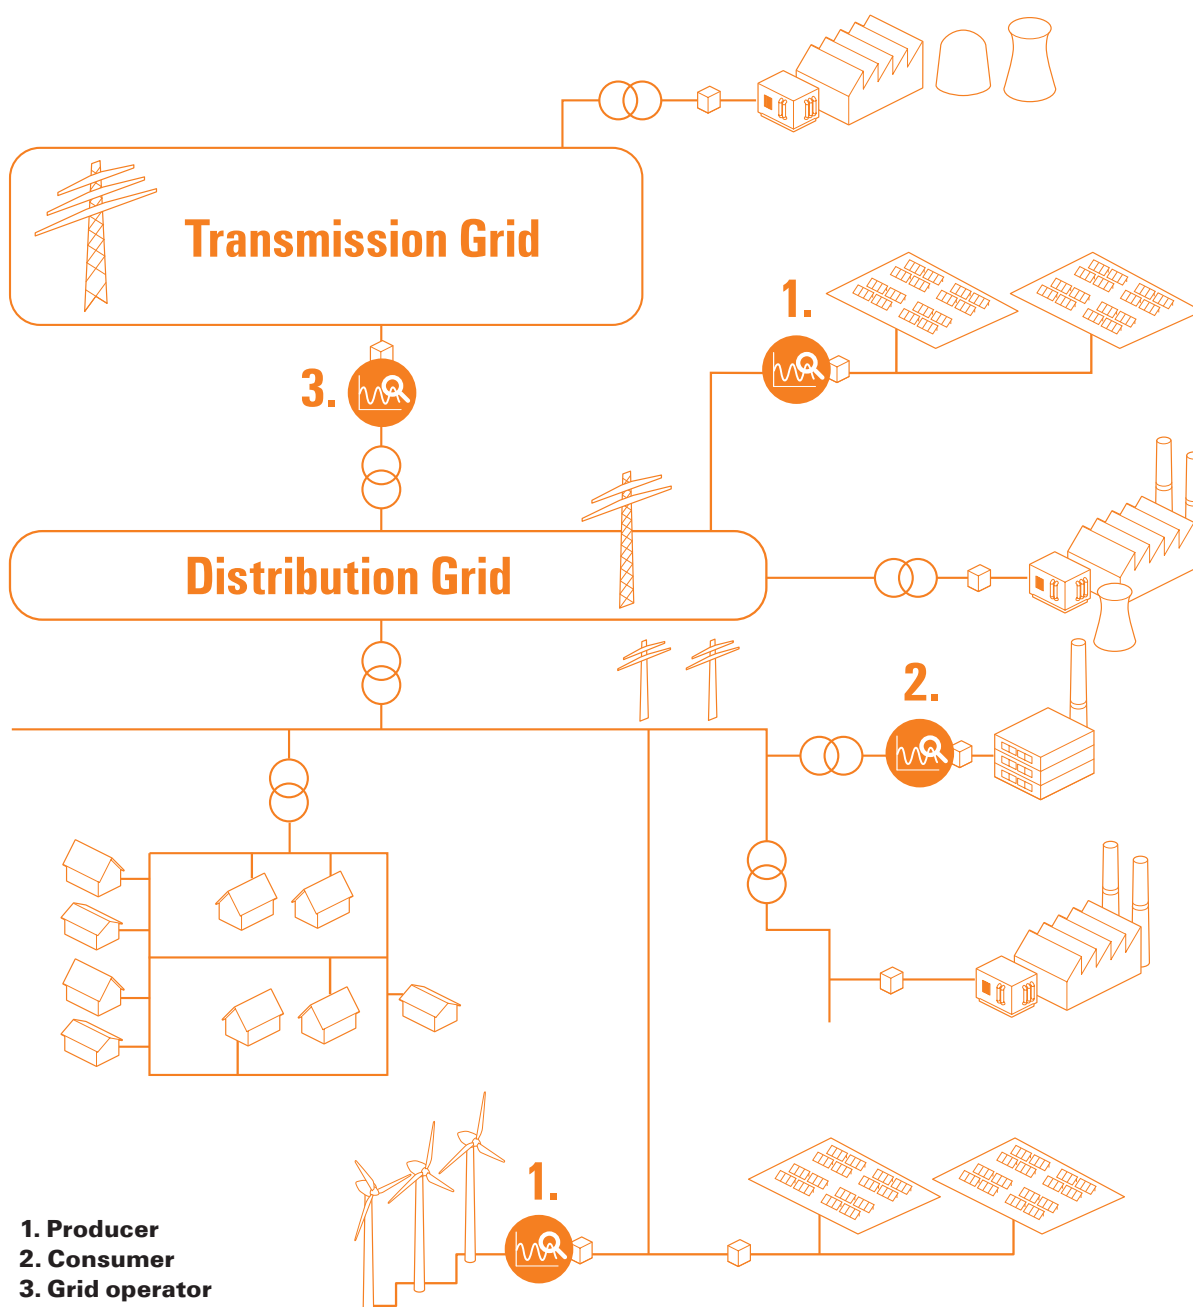 Transmission Grid
1.
3.
Distribution Grid
2.
1.
1. Producer
2. Consumer
3. Grid operator